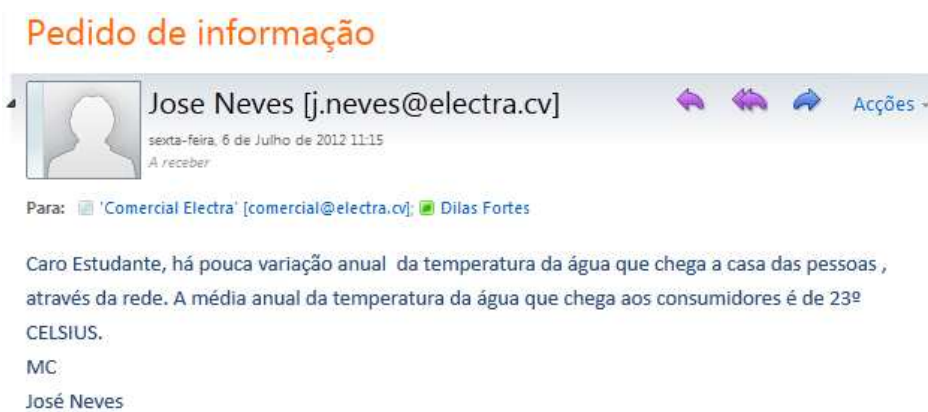 Pedido de informação
Jose Neves [j.neves@electra.cv]
Acções
sexta-feira, 6 de Julho de 2012 11:15
A receber
Para: 'Comercial Electra' [comercial@electra.cv]; Dilas Fortes
Caro Estudante, há pouca variação anual da temperatura da água que chega a casa das pessoas ,
através da rede. A média anual da temperatura da água que chega aos consumidores é de 23º
CELSIUS.
MC
José Neves